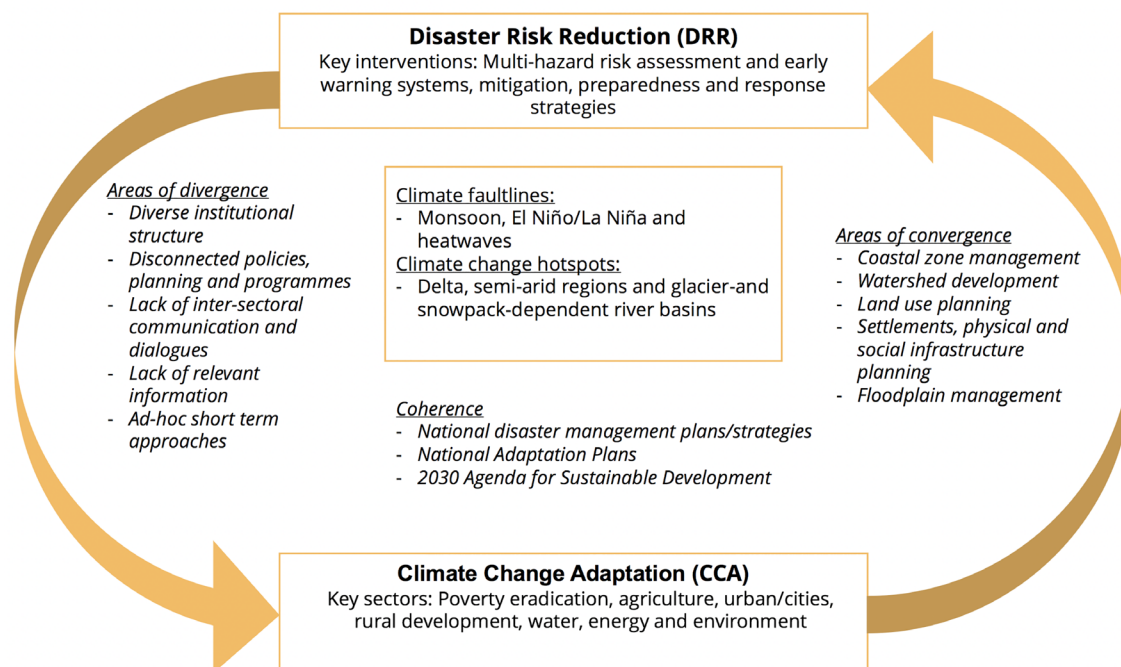 Disaster Risk Reduction (DRR)
Key interventions: Multi-hazard risk assessment and early
warning systems, mitigation, preparedness and response
strategies
Areas of divergence
- Diverse institutional
structure
- Disconnected policies,
planning and programmes
- Lack of inter-sectoral
communication and
dialogues
- Lack of relevant
information
- Ad-hoc short term
approaches
Climate faultlines:
- Monsoon, El Niño/La Niña and
heatwaves
Climate change hotspots:
- Delta, semi-arid regions and glacier-and
snowpack-dependent river basins
Areas of convergence
- Coastal zone management
- Watershed development
- Land use planning
- Settlements, physical and
social infrastructure
planning
- Floodplain management
Coherence
- National disaster management plans/strategies
- National Adaptation Plans
- 2030 Agenda for Sustainable Development
Climate Change Adaptation (CCA)
Key sectors: Poverty eradication, agriculture, urban/cities,
rural development, water, energy and environment